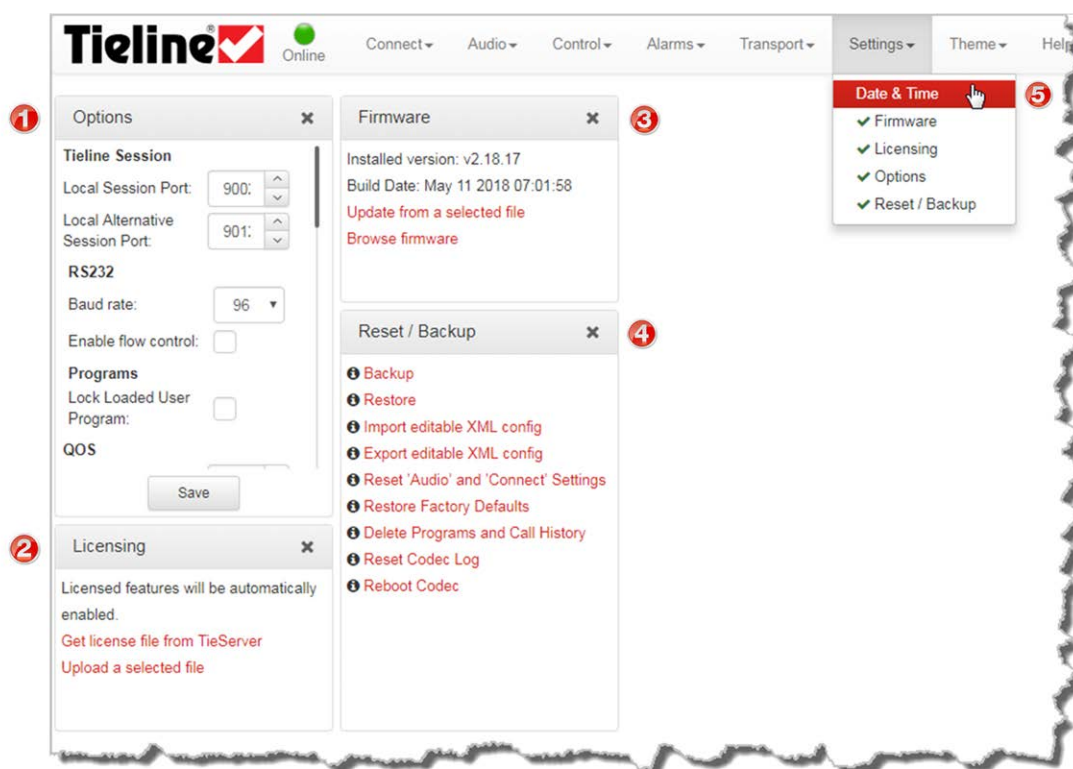 Tieline®
Online
Connect
Audio
Control
Alarms
Transport
Settings
Theme
Help
Date & Time
5
Firmware
Licensing
Options
Reset / Backup
1
Options
Tieline Session
Local Session Port:
900
Local Alternative
Session Port:
901
RS232
Baud rate:
96
Enable flow control:
Programs
Lock Loaded User
Program:
QOS
Save
2
Licensing
Licensed features will be automatically
enabled.
Get license file from TieServer
Upload a selected file
Firmware
3
Installed version: v2.18.17
Build Date: May 11 2018 07:01:58
Update from a selected file
Browse firmware
Reset / Backup
4
Backup
Restore
Import editable XML config
Export editable XML config
Reset 'Audio' and 'Connect' Settings
Restore Factory Defaults
Delete Programs and Call History
Reset Codec Log
Reboot Codec